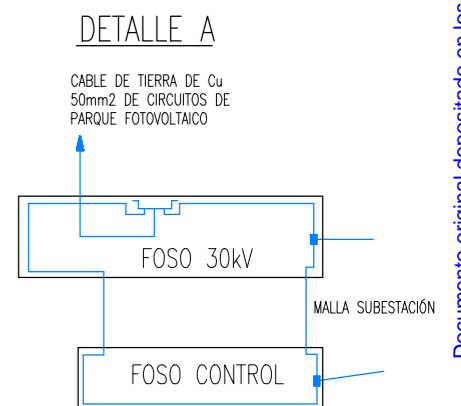 DETALLE A
CABLE DE TIERRA DE Cu
50mm2 DE CIRCUITOS DE
PARQUE FOTOVOLTAICO
FOSO 30kV
MALLA SUBESTACIÓN
FOSO CONTROL
Documento original depositado en los